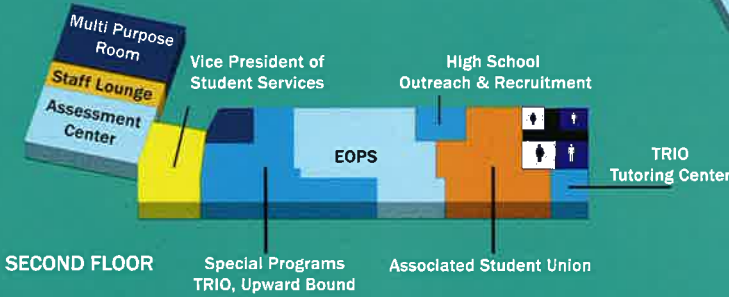 Multi Purpose
Room
Staff Lounge
Assessment
Center
Vice President of
Student Services
High School
Outreach & Recruitment
EOPS
TRIO
Tutoring Center
SECOND FLOOR
Special Programs
TRIO, Upward Bound
Associated Student Union